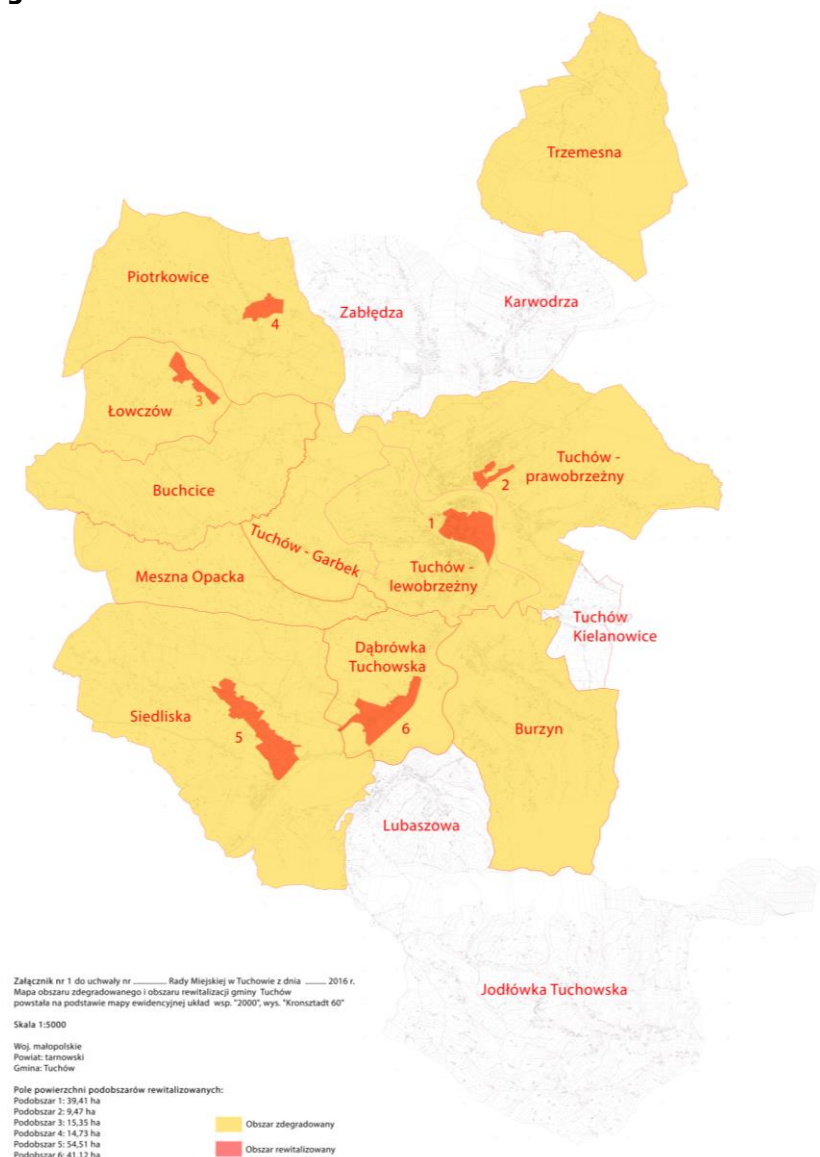 Trzemesna
Piotrkowice
Zabłędza
Karwodrza
4
Łowczów
3
Tuchów -
prawobrzeżny
2
Buchcice
1
Tuchów - Garbek
Tuchów -
lewobrzeżny
Meszna Opacka
Tuchów
Kielanowice
Dąbrówka
Tuchowska
Siedliska
5
6
Burzyn
Lubaszowa
Jodłówka Tuchowska
Załącznik nr 1 do uchwały nr ......... Rady Miejskiej w Tuchowie z dnia ......... 2016 r.
Mapa obszaru zdegradowanego i obszaru rewitalizacji gminy Tuchów
powstała na podstawie mapy ewidencyjnej układ wsp. "2000", wys. "Kronsztadt 60"
Skala 1:5000
Woj. małopolskie
Powiat: tarnowski
Gmina: Tuchów
Pole powierzchni podobszarów rewitalizowanych:
Podobszar 1: 39,41 ha
Podobszar 2: 9,47 ha
Podobszar 3: 15,35 ha
Podobszar 4: 14,73 ha
Podobszar 5: 54,51 ha
Podobszar 6: 41,12 ha
Obszar zdegradowany
Obszar rewitalizowany